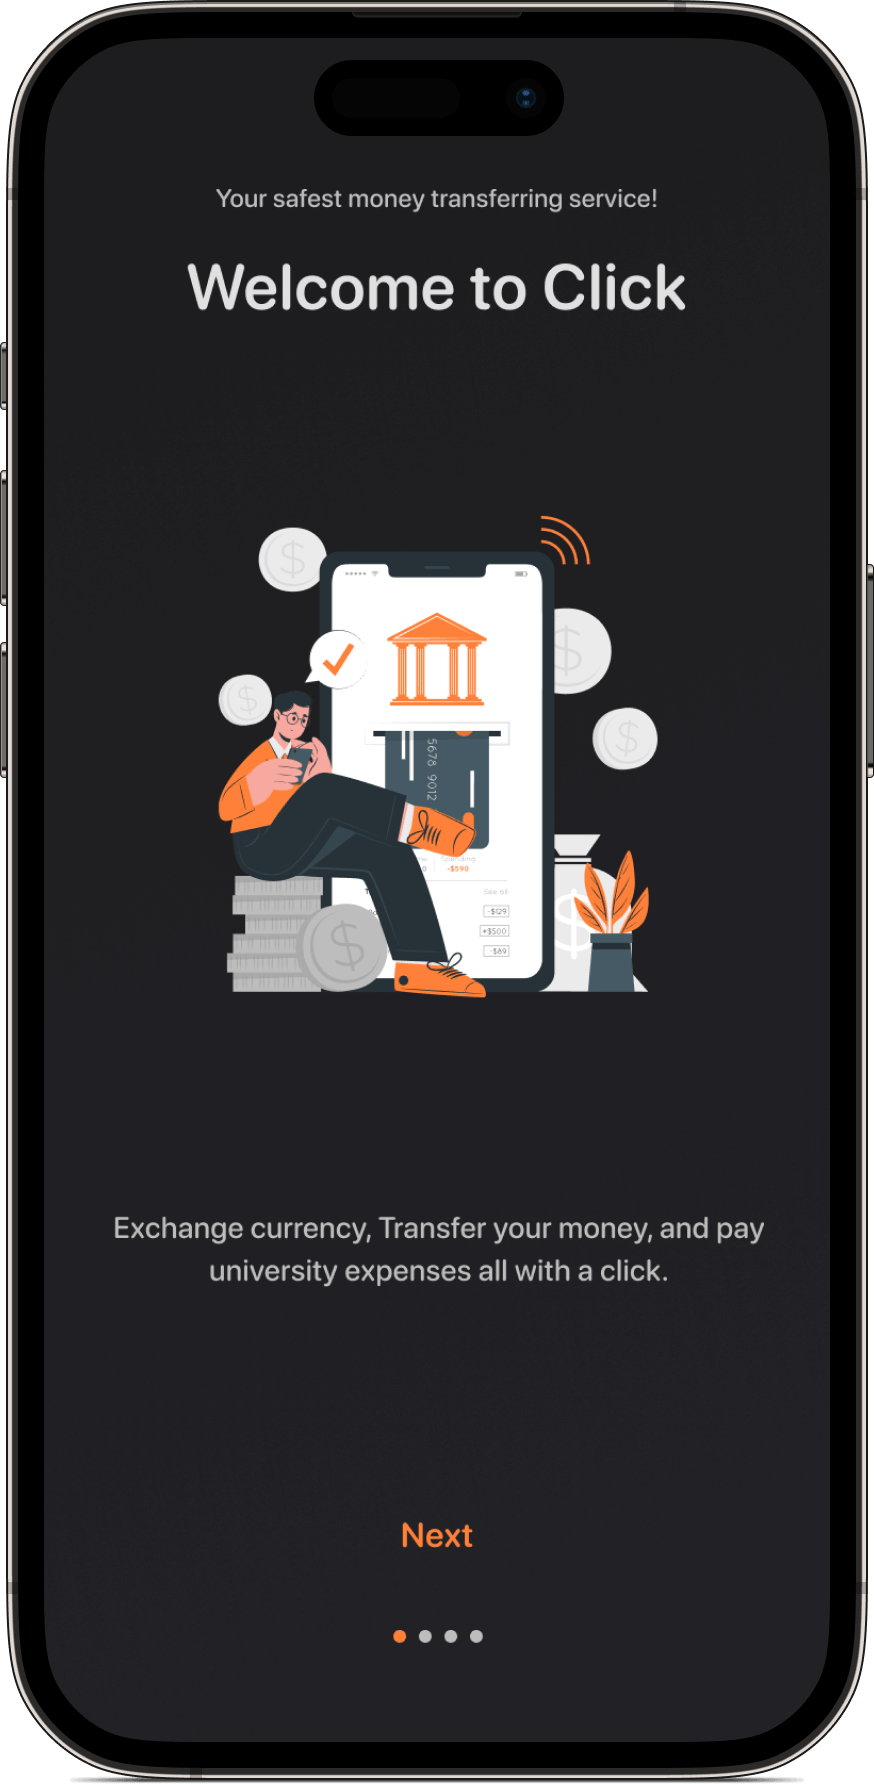 Your safest money transferring service!
Welcome to Click
5678 9012
Spending
-$590
See all
-$129
+$500
-$89
Exchange currency, Transfer your money, and pay
university expenses all with a click.
Next